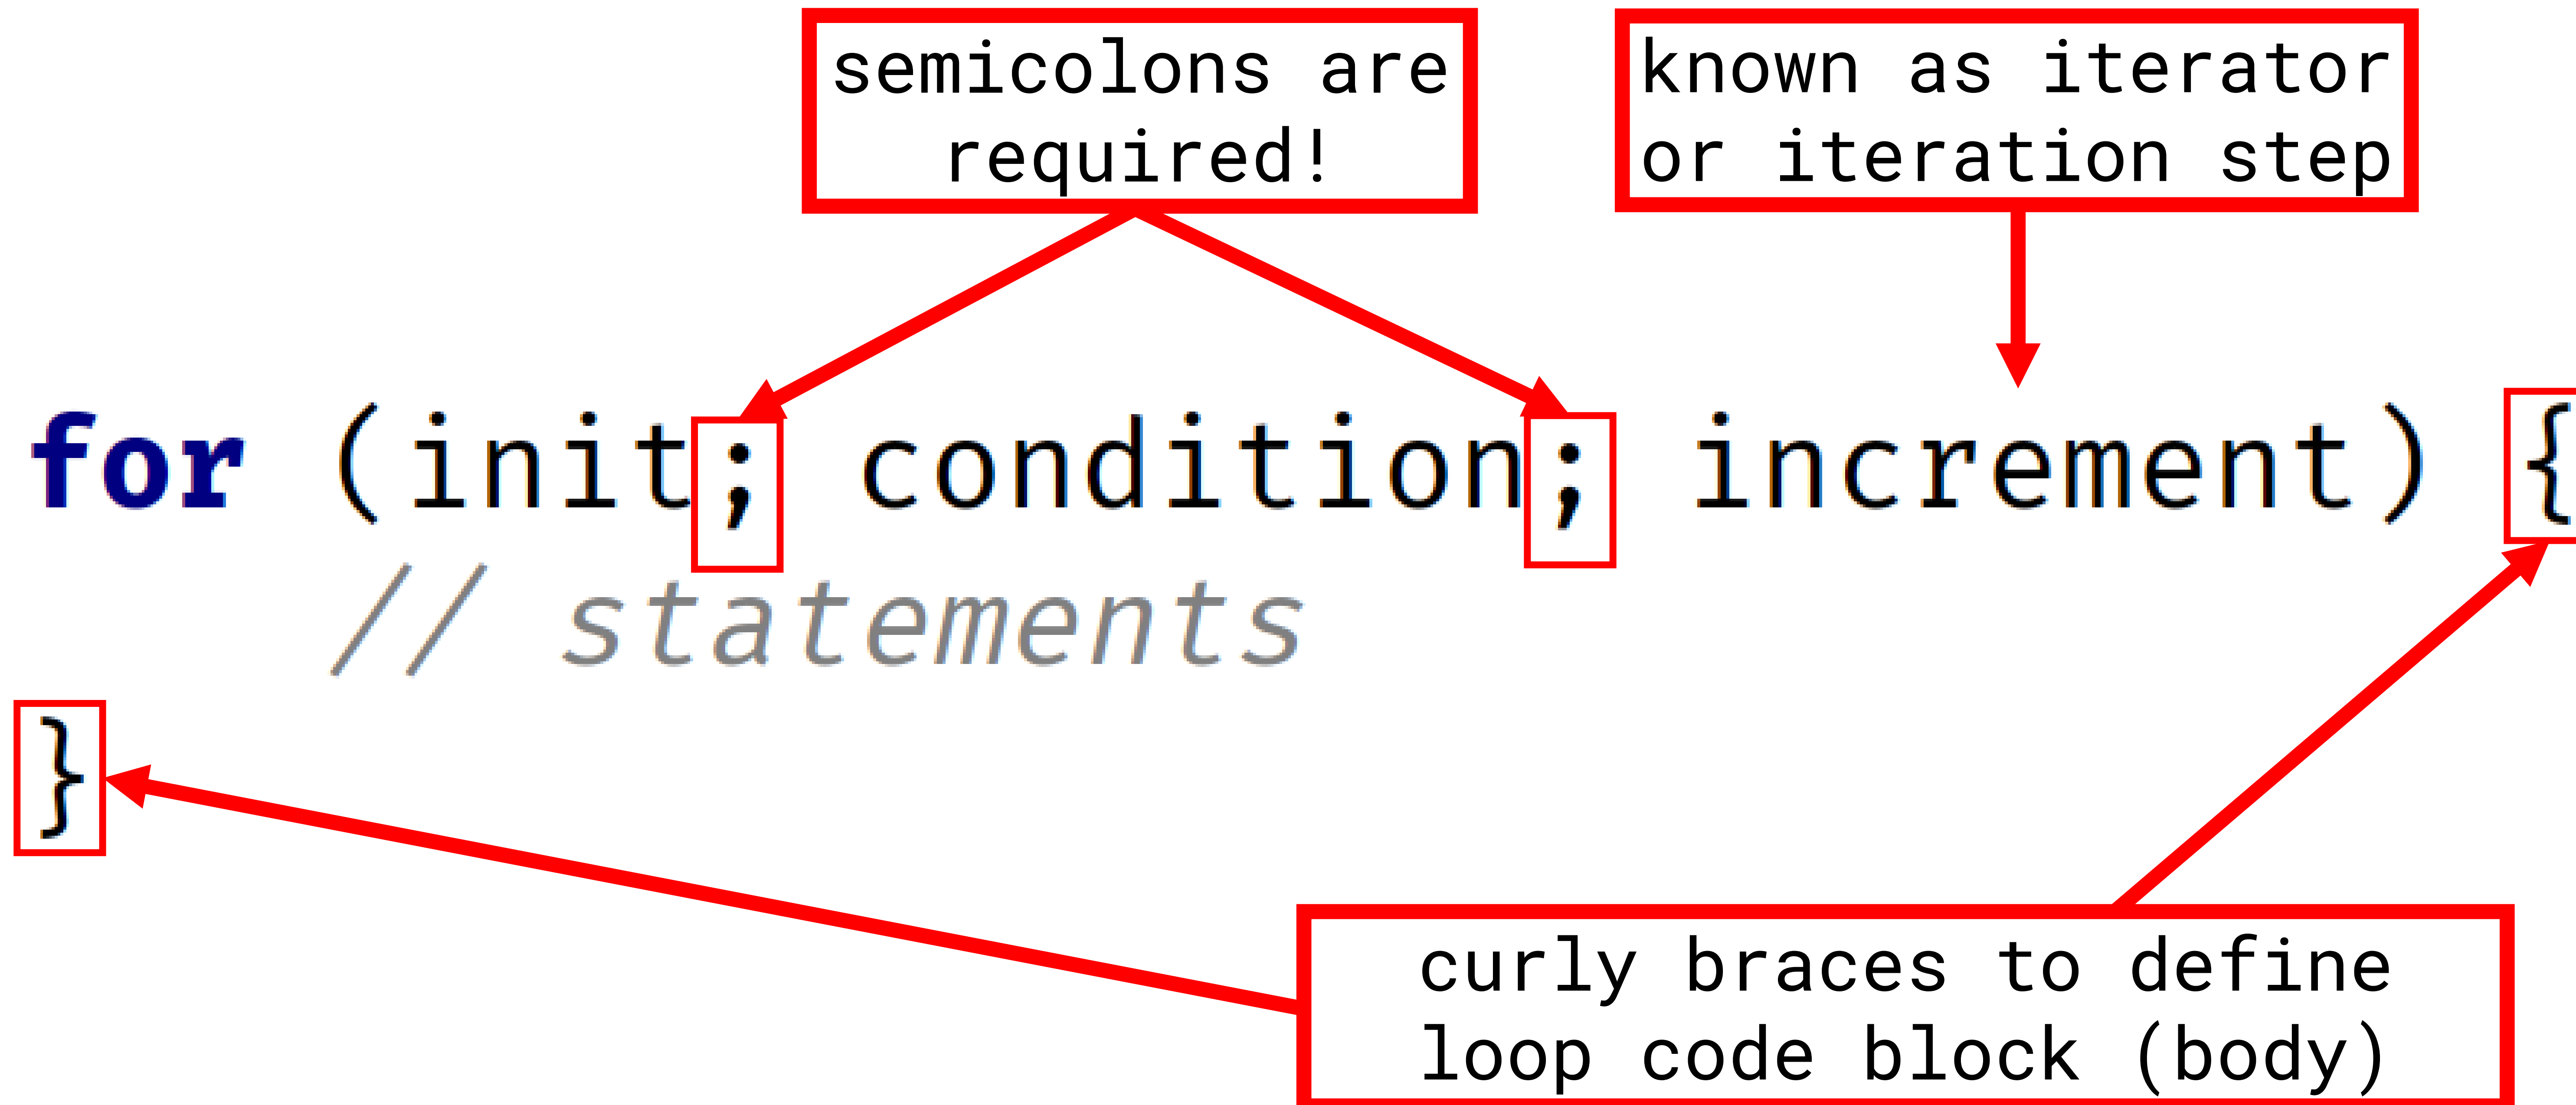 semicolons are
required!
known as iterator
or iteration step
for (init; condition; increment) {
// statements
}
curly braces to define
loop code block (body)